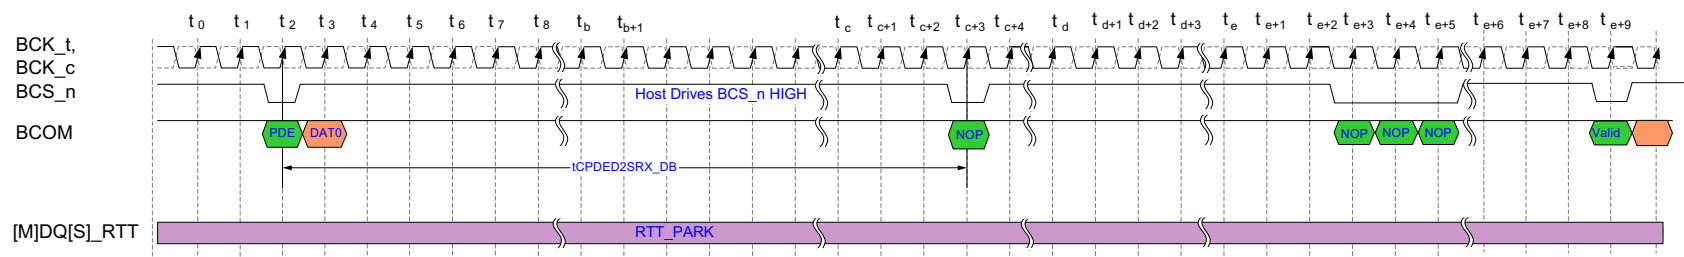 t0 t1 t2 t3 t4 t5 t6 t7 t8 tb tb+1 tc tc+1 tc+2 tc+3 tc+4 td td+1 td+2 td+3 te te+1 te+2 te+3 te+4 te+5 te+6 te+7 te+8 te+9
BCK_t,
BCK_c
BCS_n Host Drives BCS_n HIGH
BCOM PDE DAT0 NOP NOP NOP NOP Valid
tCPDED2SRX_DB
[M]DQ[S]_RTT RTT_PARK